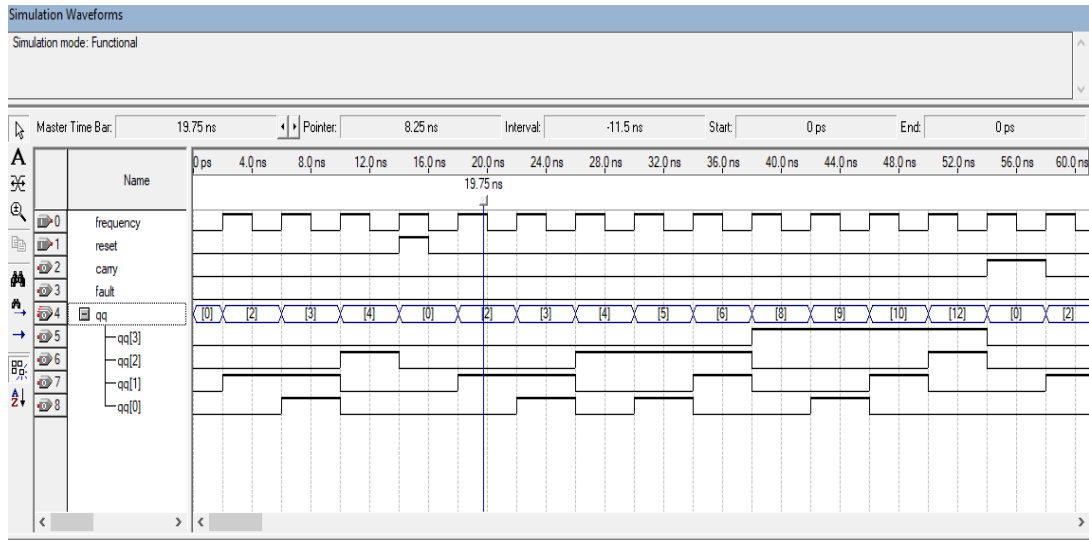 Simulation Waveforms
Simulation mode: Functional
Master Time Bar: 19.75 ns Pointer: 8.25 ns Interval: -11.5 ns Start: 0 ps End: 0 ps
A Name 0 ps 4.0 ns 8.0 ns 12.0 ns 16.0 ns 20.0 ns 24.0 ns 28.0 ns 32.0 ns 36.0 ns 40.0 ns 44.0 ns 48.0 ns 52.0 ns 56.0 ns 60.0 ns
19.75 ns
0 frequency
1 reset
2 carry
3 fault
4 qq [0] [2] [3] [4] [0] [2] [3] [4] [5] [6] [8] [9] [10] [12] [0] [2]
5 qq[3]
6 qq[2]
7 qq[1]
8 qq[0]
A
Z